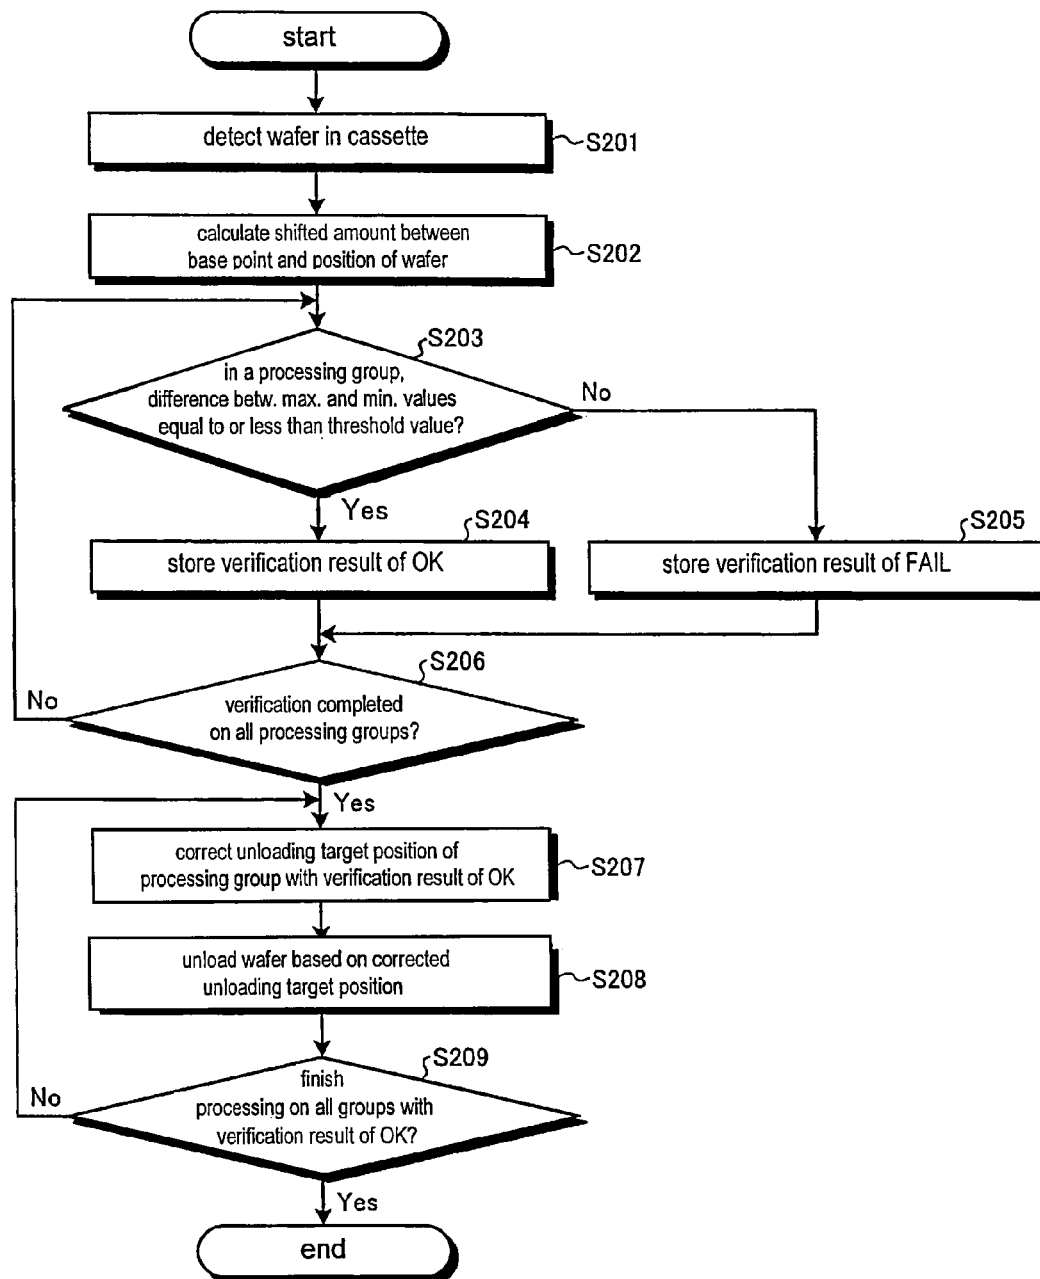 start
detect wafer in cassette
S201
calculate shifted amount between
base point and position of wafer
S202
S203
in a processing group,
difference betw. max. and min. values
equal to or less than threshold value?
No
Yes
S204
store verification result of OK
S205
store verification result of FAIL
S206
No
verification completed
on all processing groups?
Yes
correct unloading target position of
processing group with verification result of OK
S207
unload wafer based on corrected
unloading target position
S208
S209
No
finish
processing on all groups with
verification result of OK?
Yes
end